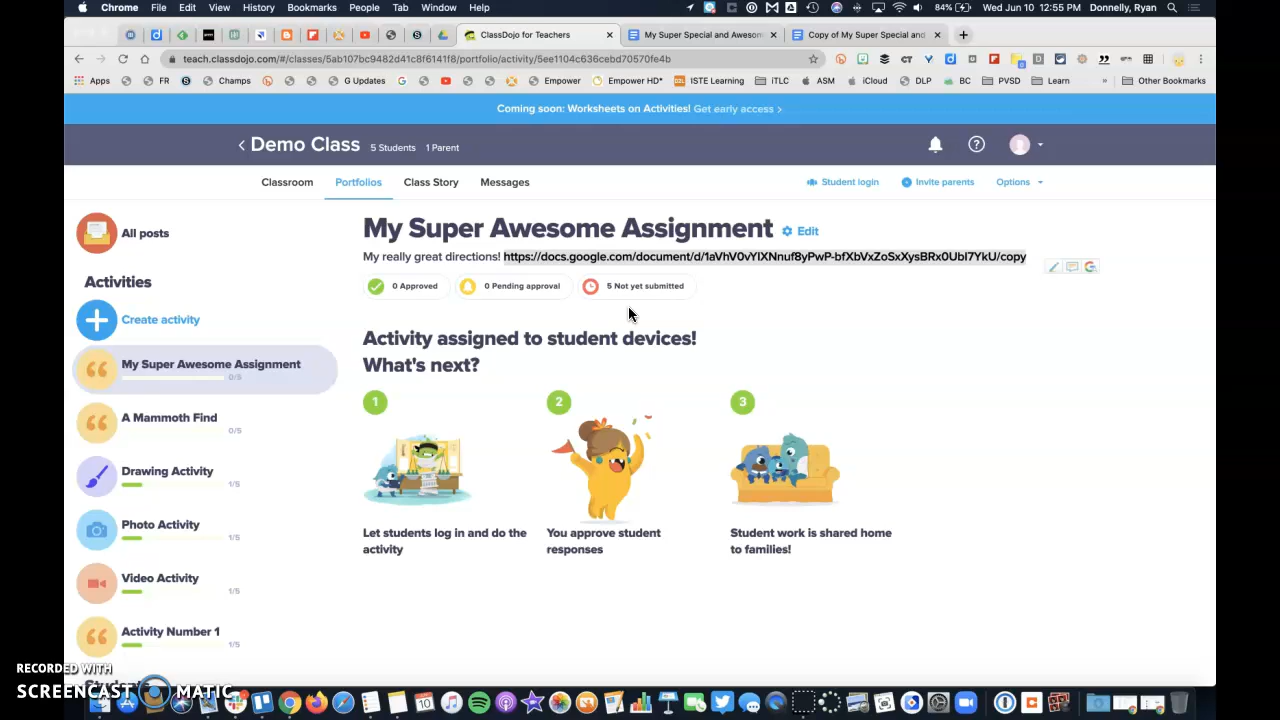 Chrome File Edit View History Bookmarks People Tab Window Help 84% Wed Jun 10 12:55 PM Donnelly, Ryan
ClassDojo for Teachers × My Super Special and Awesom × Copy of My Super Special and ×
teach.classdojo.com/#/classes/5ab107bc9482d41c8f6141f8/portfolio/activity/5ee1104c636cebd70570fe4b
Apps FR Champs G Updates Empower Empower HD* ISTE Learning iTLC ASM iCloud DLP BC PVSD Learn » Other Bookmarks
Coming soon: Worksheets on Activities! Get early access >
Demo Class 5 Students 1 Parent
Classroom Portfolios Class Story Messages Student login Invite parents Options
All posts
My Super Awesome Assignment Edit
My really great directions! https://docs.google.com/document/d/1aVhV0vYIXNnuf8yPwP-bfXbVxZoSxXysBRx0UbI7YkU/copy
0 Approved 0 Pending approval 5 Not yet submitted
Activities
Create activity
My Super Awesome Assignment
0/5
A Mammoth Find
0/5
Drawing Activity
1/5
Photo Activity
1/5
Video Activity
1/5
Activity Number 1
1/5
Activity assigned to student devices!
What's next?
1 2 3
Let students log in and do the
activity
You approve student
responses
Student work is shared home
to families!
RECORDED WITH
SCREENCAST MATIC